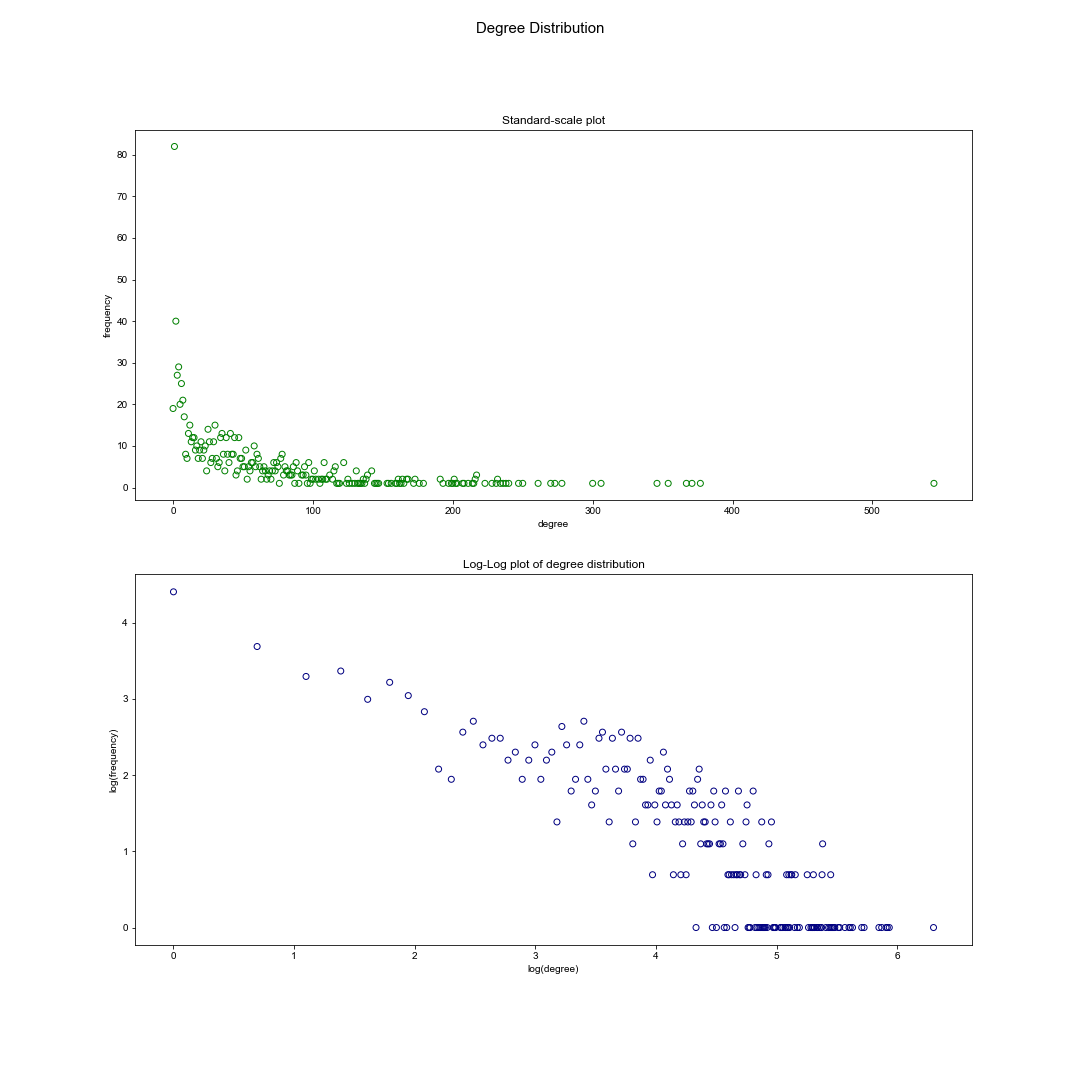 Degree Distribution
Standard-scale plot
80
70
60
50
40
30
20
10
0
frequency
0 100 200 300 400 500
degree
Log-Log plot of degree distribution
4
3
2
1
0
log(frequency)
0 1 2 3 4 5 6
log(degree)